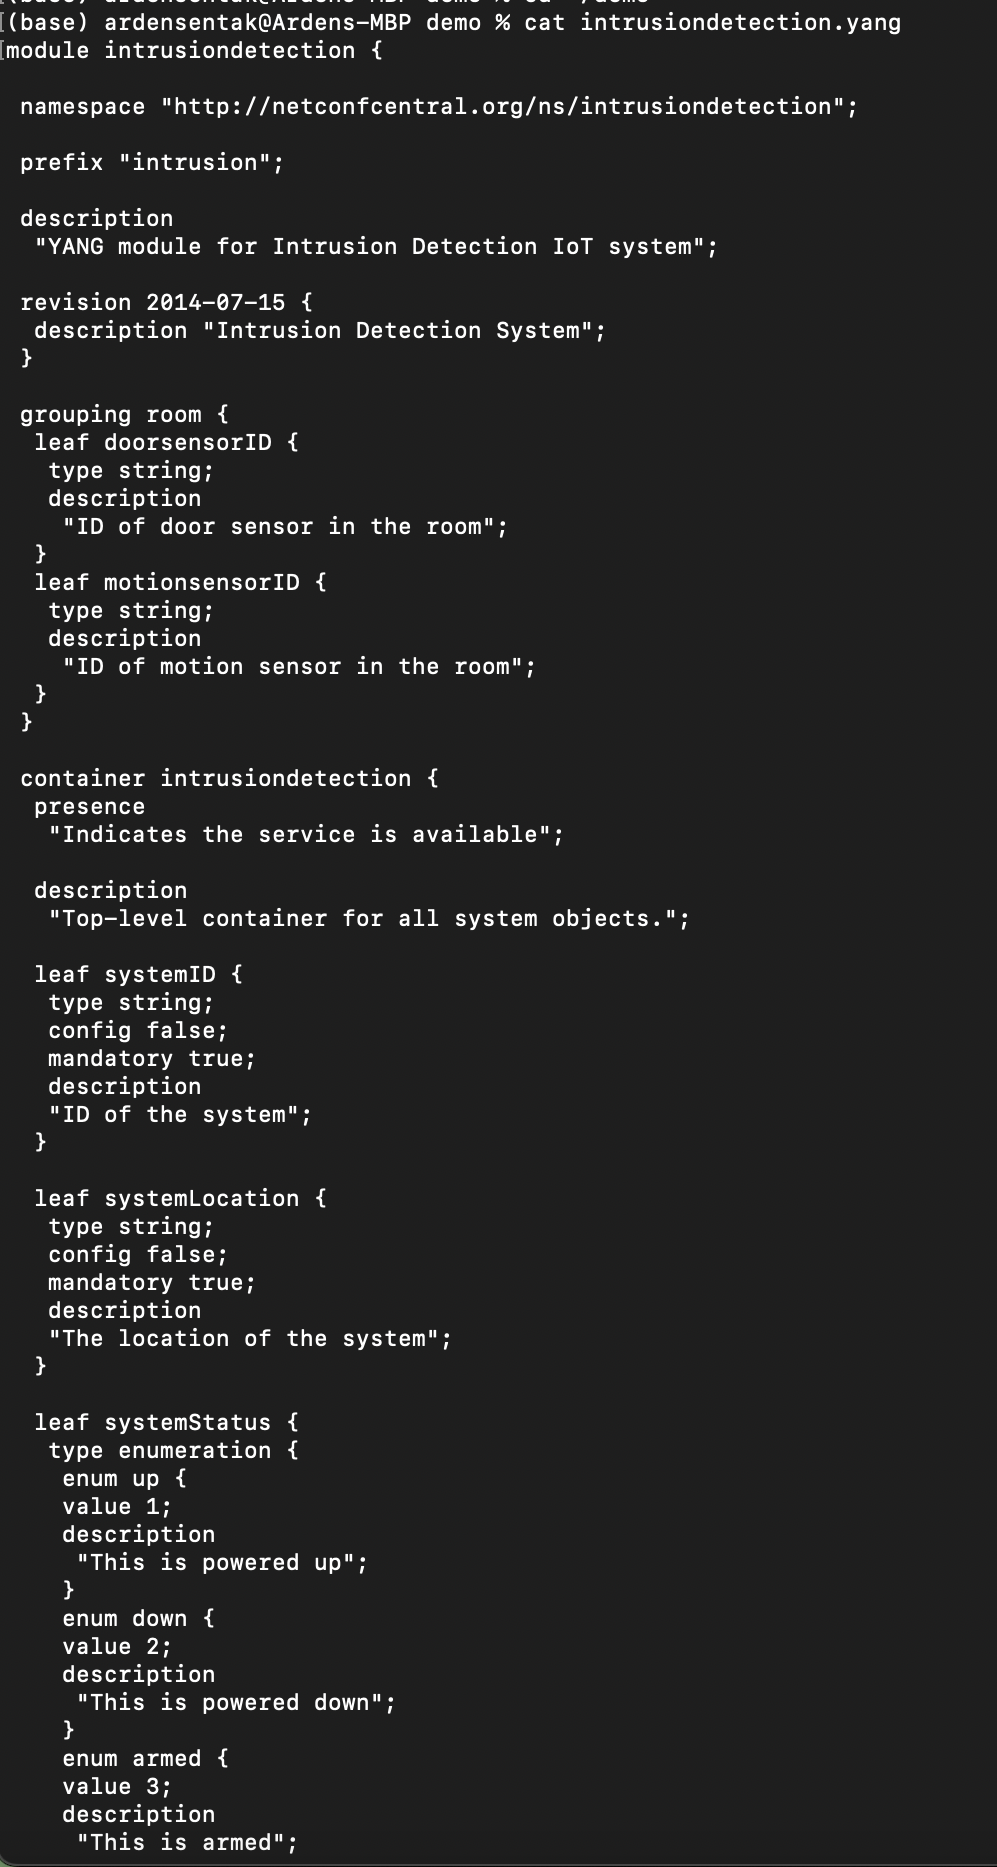 (base) ardensentak@Ardens-MBP demo % cat intrusiondetection.yang
module intrusiondetection {
namespace "http://netconfcentral.org/ns/intrusiondetection";
prefix "intrusion";
description
"YANG module for Intrusion Detection IoT system";
revision 2014-07-15 {
description "Intrusion Detection System";
}
grouping room {
leaf doorsensorID {
type string;
description
"ID of door sensor in the room";
}
leaf motionsensorID {
type string;
description
"ID of motion sensor in the room";
}
}
container intrusiondetection {
presence
"Indicates the service is available";
description
"Top-level container for all system objects.";
leaf systemID {
type string;
config false;
mandatory true;
description
"ID of the system";
}
leaf systemLocation {
type string;
config false;
mandatory true;
description
"The location of the system";
}
leaf systemStatus {
type enumeration {
enum up {
value 1;
description
"This is powered up";
}
enum down {
value 2;
description
"This is powered down";
}
enum armed {
value 3;
description
"This is armed";